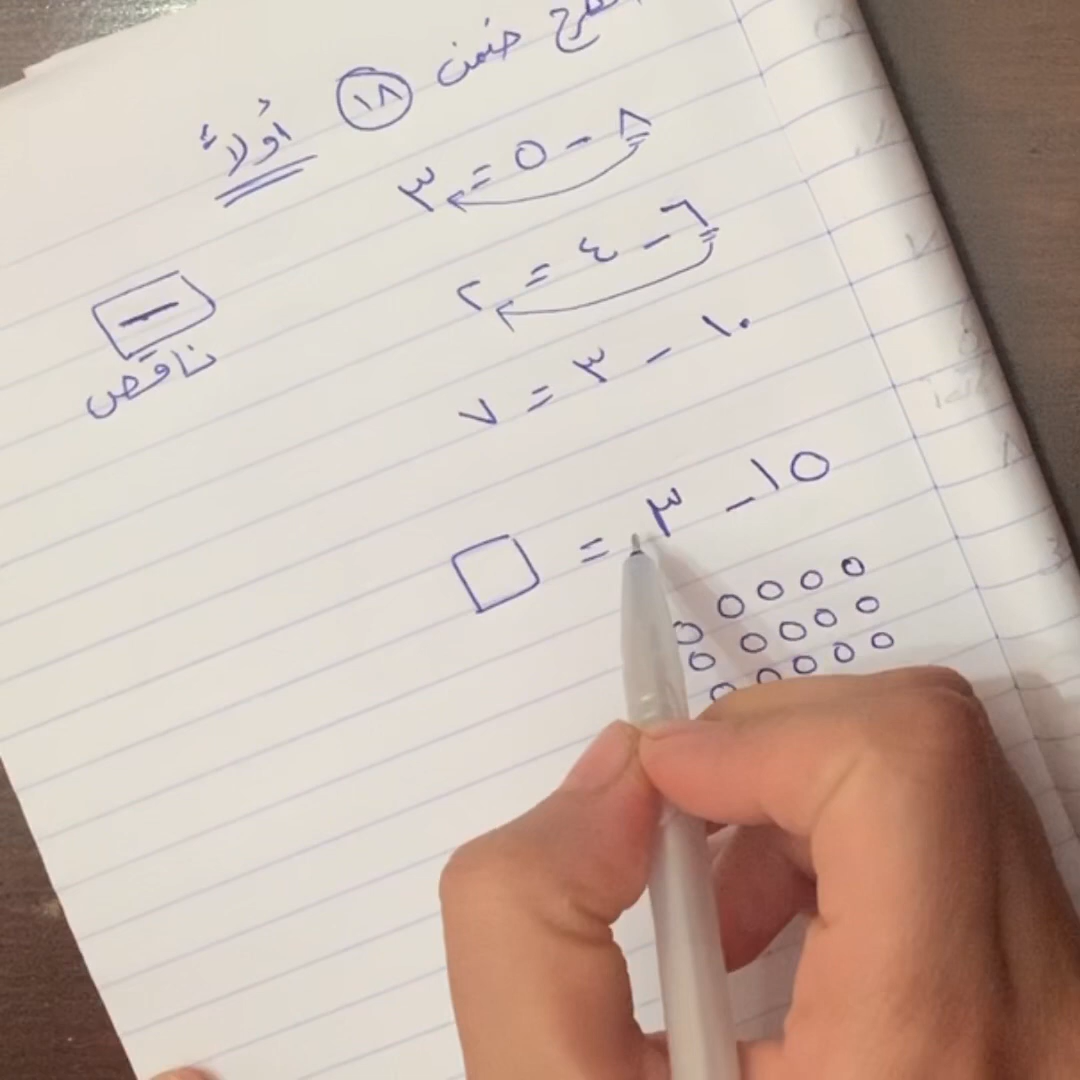 الطرح ضمن ١٨ أولاً
٨ - ٥ = ٣
٦ - ٤ = ٢
- ناقص
١٠ - ٣ = ٧
١٥ - ٣ =